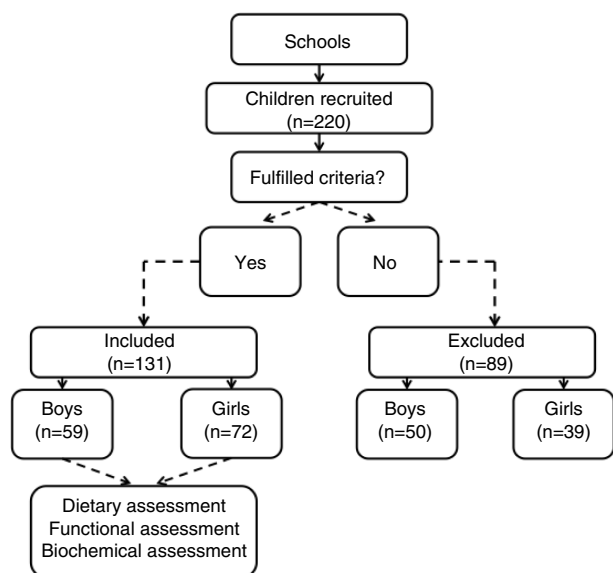 Schools
Children recruited
(n=220)
Fulfilled criteria?
Yes
No
Included
(n=131)
Excluded
(n=89)
Boys
(n=59)
Girls
(n=72)
Boys
(n=50)
Girls
(n=39)
Dietary assessment
Functional assessment
Biochemical assessment